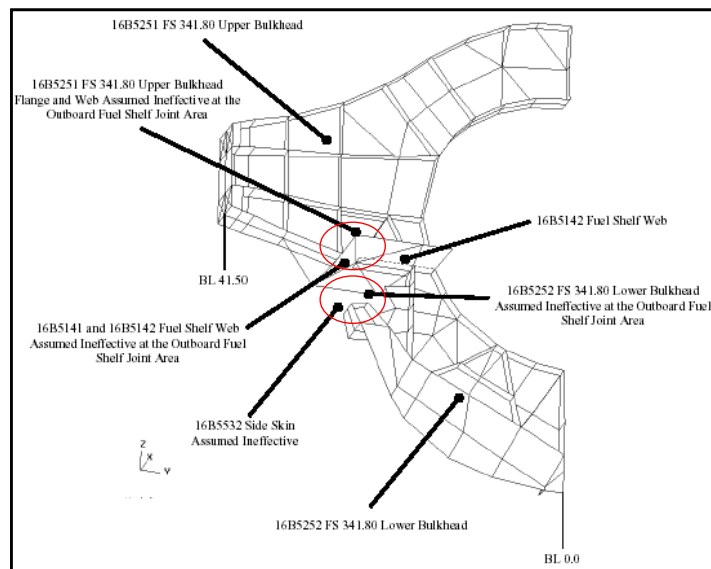 16B5251 FS 341.80 Upper Bulkhead
16B5251 FS 341.80 Upper Bulkhead
Flange and Web Assumed Ineffective at the
Outboard Fuel Shelf Joint Area
16B5142 Fuel Shelf Web
BL 41.50
16B5252 FS 341.80 Lower Bulkhead
Assumed Ineffective at the Outboard Fuel
Shelf Joint Area
16B5141 and 16B5142 Fuel Shelf Web
Assumed Ineffective at the Outboard Fuel
Shelf Joint Area
16B5532 Side Skin
Assumed Ineffective
Z
X
Y
16B5252 FS 341.80 Lower Bulkhead
BL 0.0